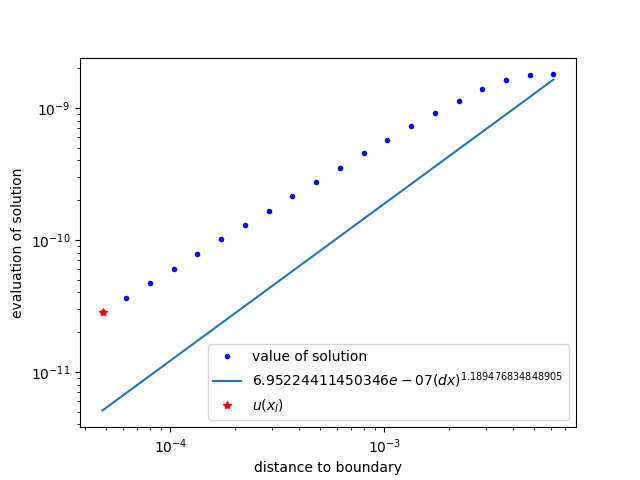 10⁻⁹
10⁻¹⁰
10⁻¹¹
evaluation of solution
value of solution
6.95224411450346e − 07(dx)^1.189476834848905
u(x_l)
10⁻⁴
10⁻³
distance to boundary